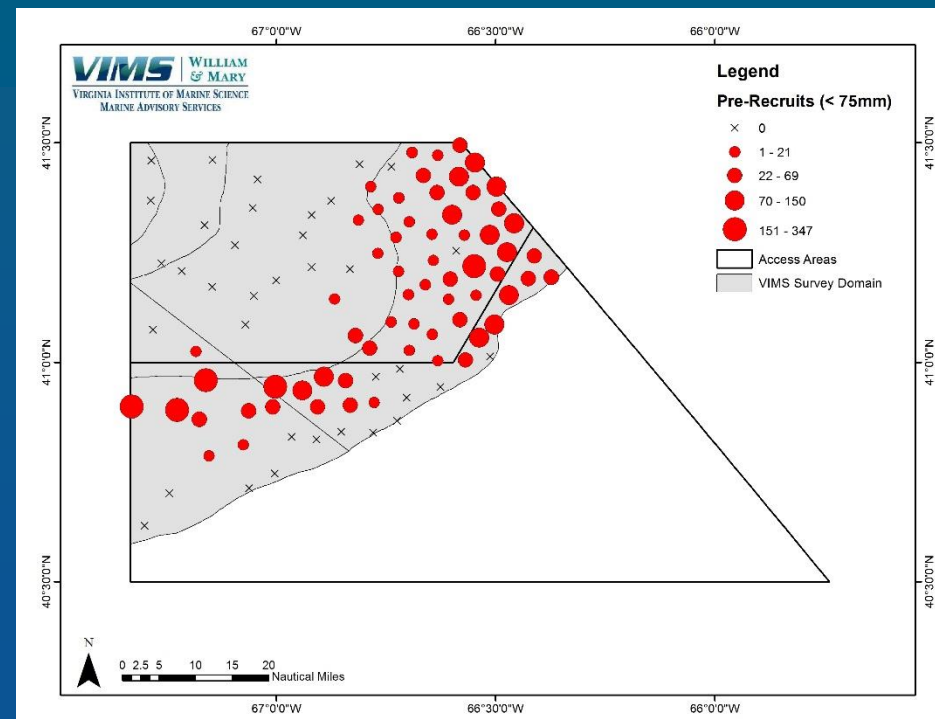 67°0'0"W 66°30'0"W 66°0'0"W
VIMS WILLIAM & MARY
VIRGINIA INSTITUTE OF MARINE SCIENCE
MARINE ADVISORY SERVICES
Legend
Pre-Recruits (< 75mm)
0
1 - 21
22 - 69
70 - 150
151 - 347
Access Areas
VIMS Survey Domain
41°30'0"N 41°30'0"N
41°0'0"N 41°0'0"N
40°30'0"N 40°30'0"N
N
0 2.5 5 10 15 20
Nautical Miles
67°0'0"W 66°30'0"W 66°0'0"W